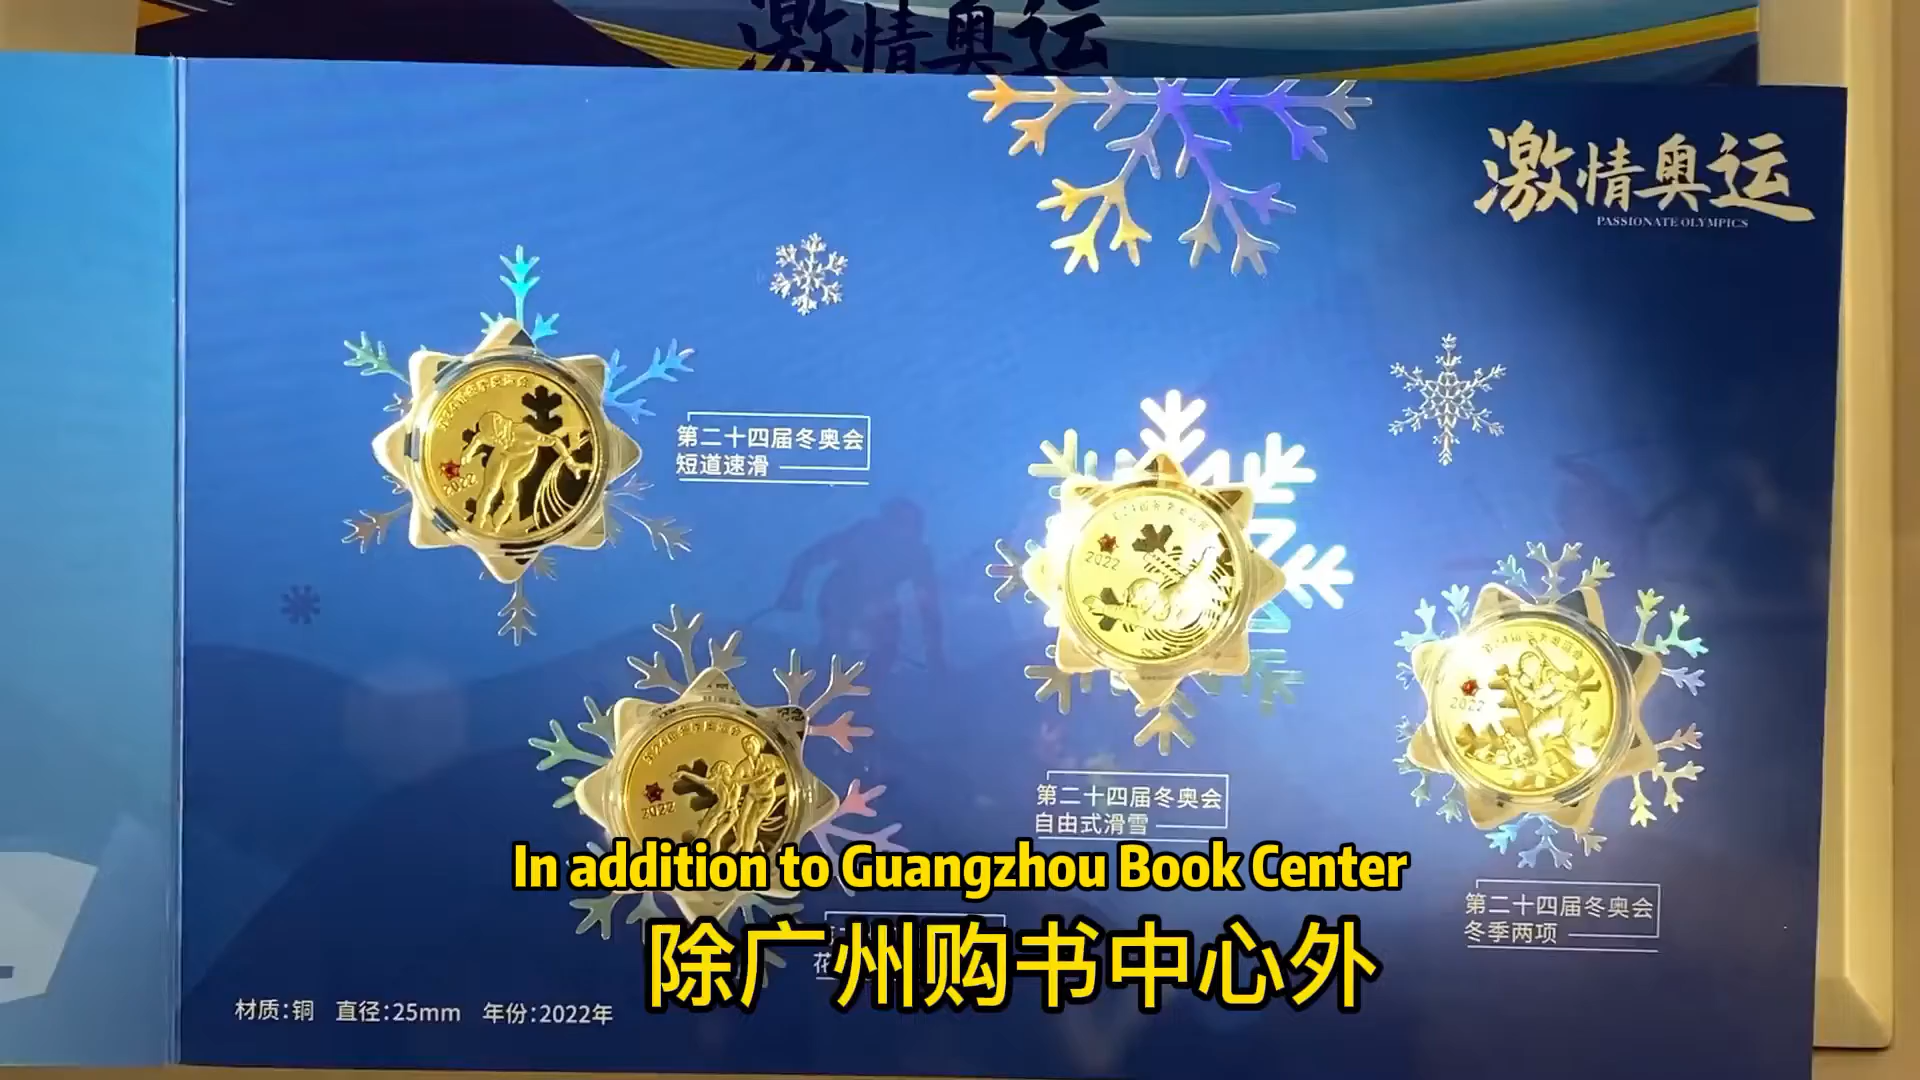 激情奥运
激情奥运
PASSIONATE OLYMPICS
第二十四届冬奥会
短道速滑
2022
2022
2022
2022
第二十四届冬奥会
自由式滑雪
第二十四届冬奥会
冬季两项
花
In addition to Guangzhou Book Center
除广州购书中心外
材质:铜 直径:25mm 年份:2022年